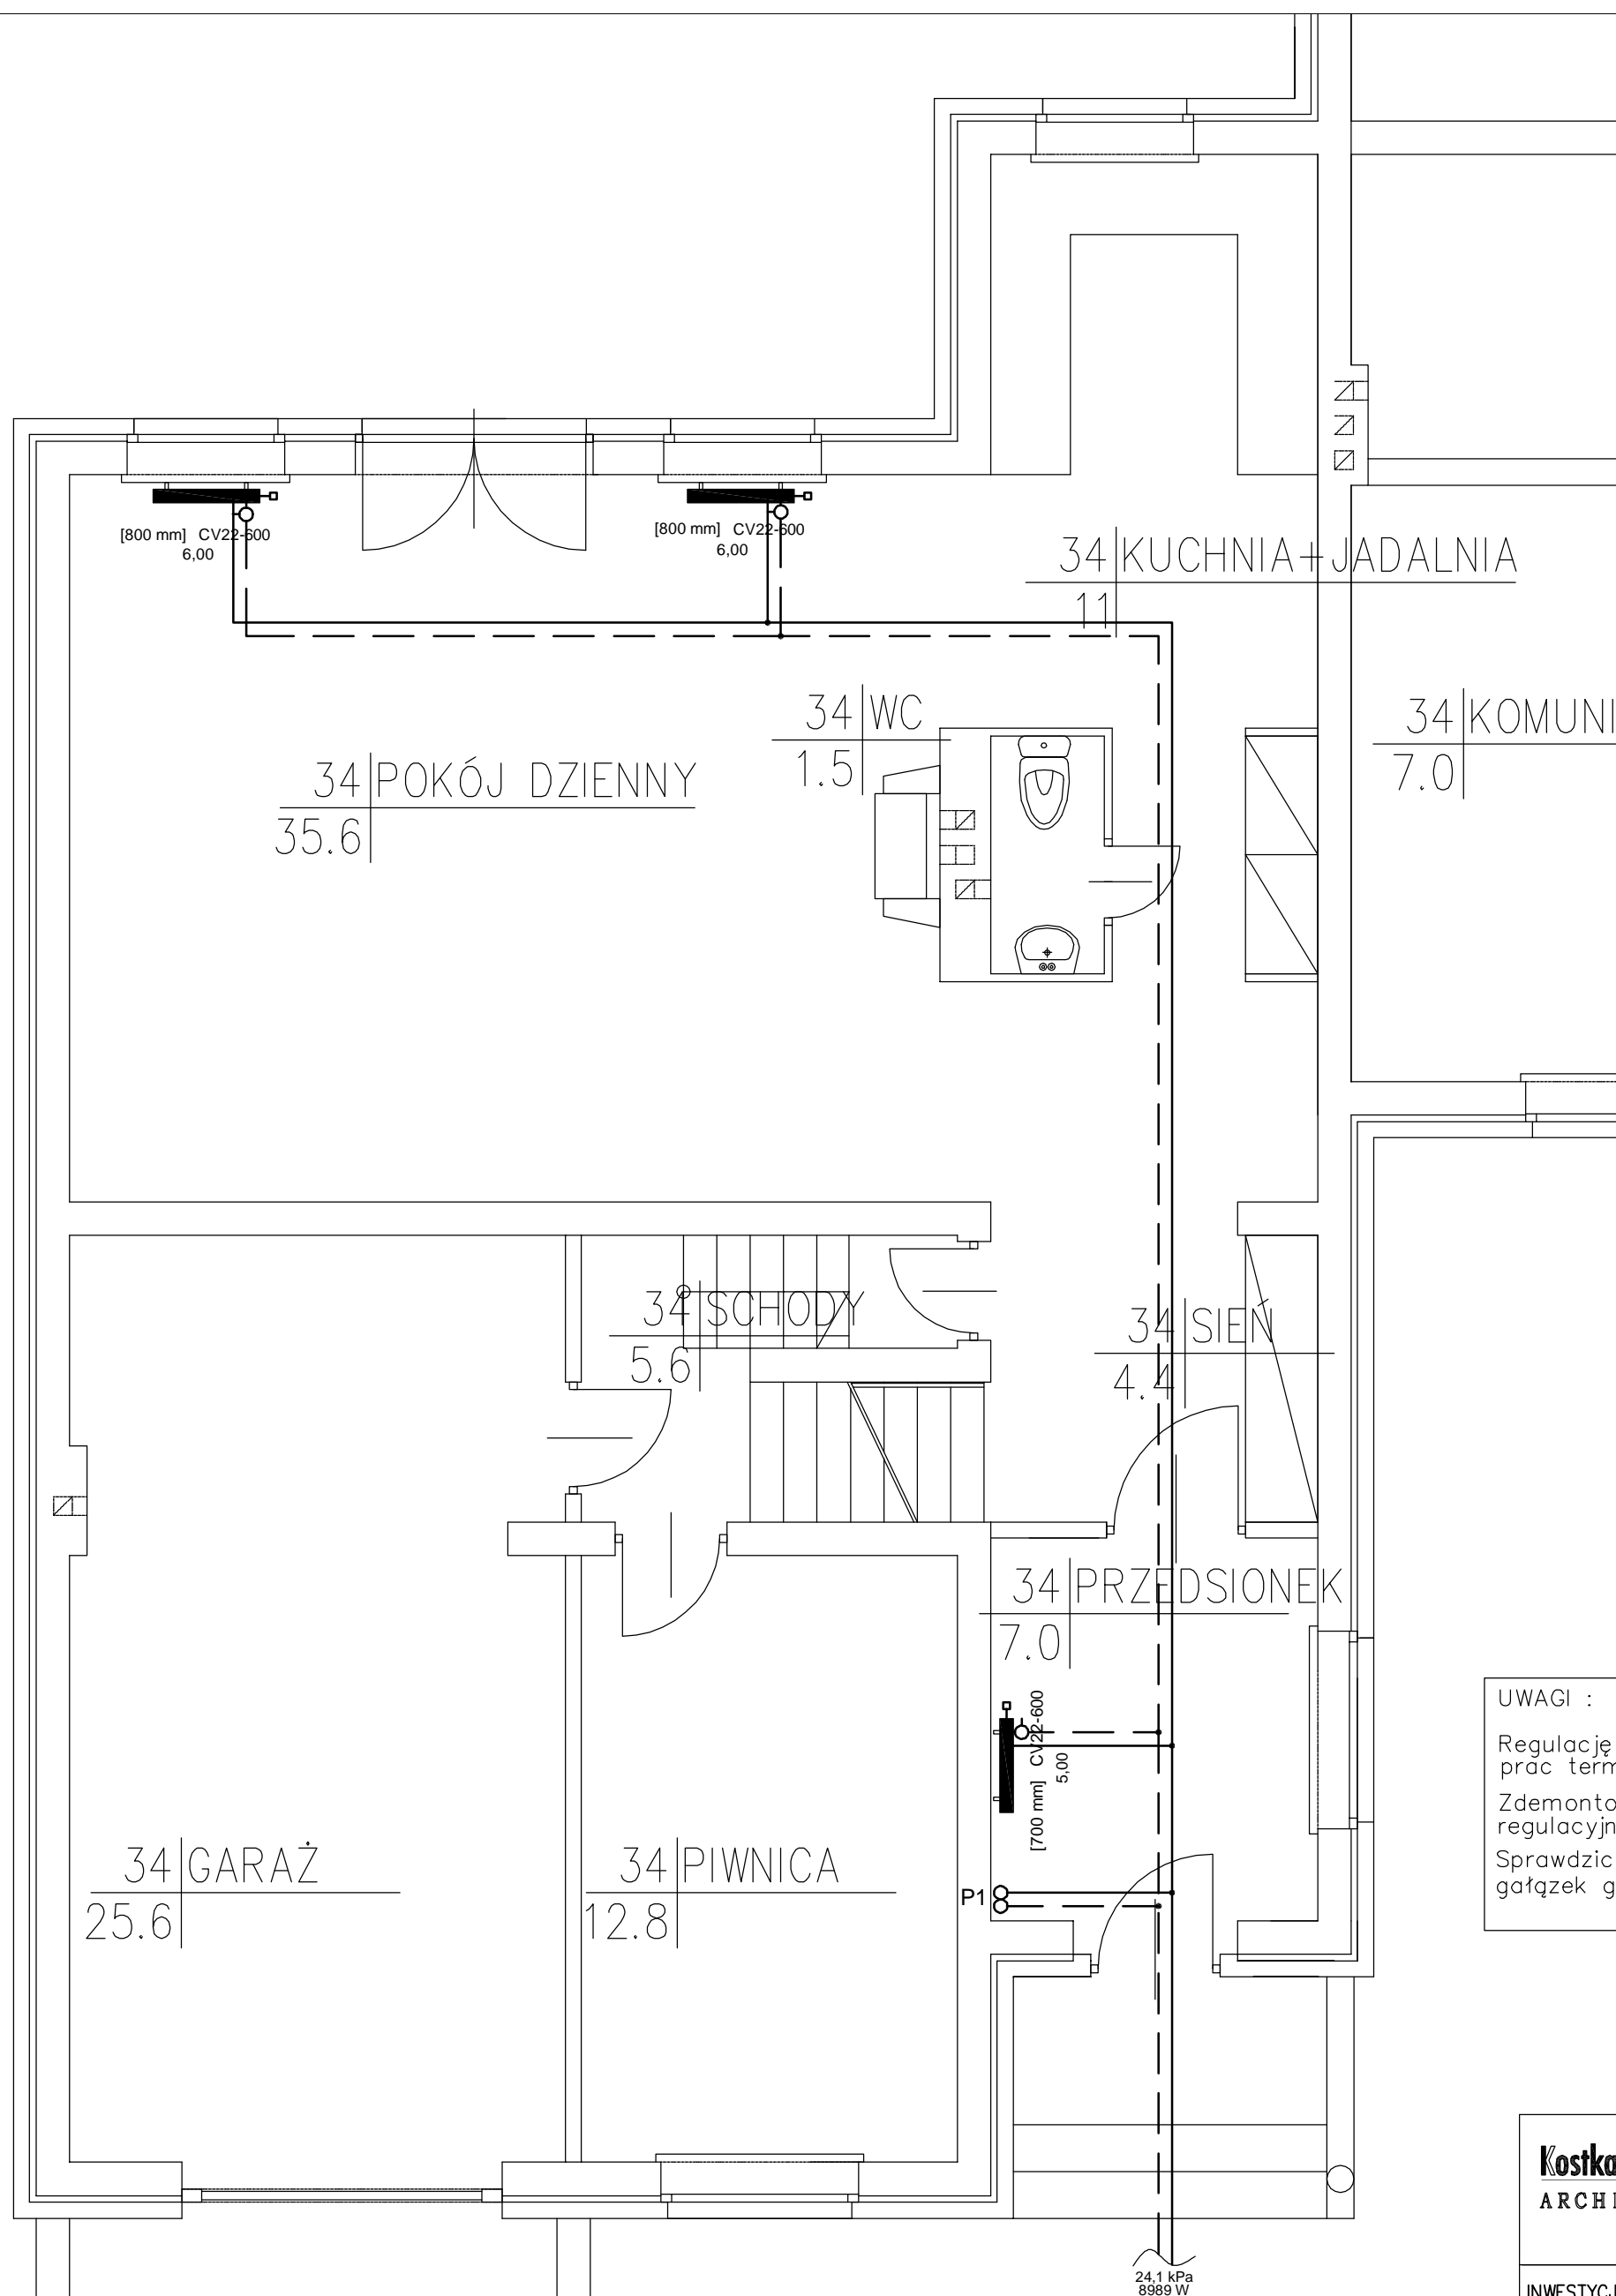 [800 mm] CV22-600
6,00
[800 mm] CV22-600
6,00
34 KUCHNIA+JADALNIA
11
34 WC
1.5
34 KOMUNI
7.0
34 POKÓJ DZIENNY
35.6
34 SCHODY
5.6
34 SIEŃ
4.4
34 PRZEDSIONEK
7.0
[700 mm] CV22-600
5,00
UWAGI :
Regulację
prac term
Zdemonto
regulacyjn
Sprawdzic
gałązek g
34 GARAŻ
25.6
34 PIWNICA
12.8
P1
Kostka
ARCHI
24,1 kPa
8989 W
INWESTYCJ